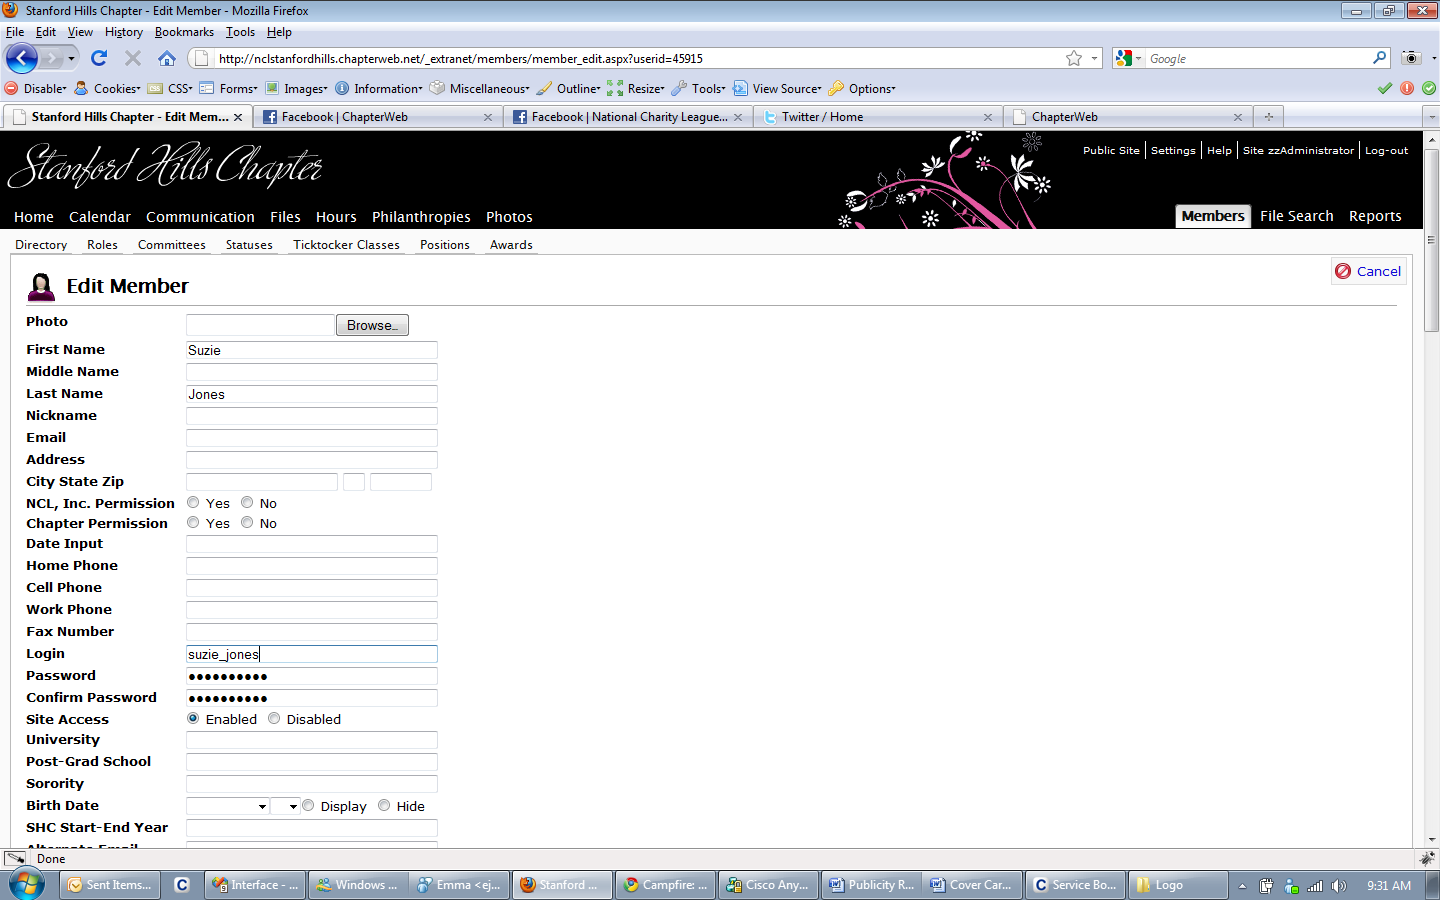 Stanford Hills Chapter - Edit Member - Mozilla Firefox
File Edit View History Bookmarks Tools Help
http://nclstanfordhills.chapterweb.net/_extranet/members/member_edit.aspx?userid=45915 Google
Disable Cookies CSS Forms Images Information Miscellaneous Outline Resize Tools View Source Options
Stanford Hills Chapter - Edit Mem... Facebook | ChapterWeb Facebook | National Charity League... Twitter / Home ChapterWeb
Stanford Hills Chapter
Public Site Settings Help Site zzAdministrator Log-out
Home Calendar Communication Files Hours Philanthropies Photos Members File Search Reports
Directory Roles Committees Statuses Ticktocker Classes Positions Awards
Edit Member Cancel
Photo Browse...
First Name Suzie
Middle Name
Last Name Jones
Nickname
Email
Address
City State Zip
NCL, Inc. Permission Yes No
Chapter Permission Yes No
Date Input
Home Phone
Cell Phone
Work Phone
Fax Number
Login suzie_jones
Password ●●●●●●●●●●
Confirm Password ●●●●●●●●●●
Site Access Enabled Disabled
University
Post-Grad School
Sorority
Birth Date Display Hide
SHC Start-End Year
Alternate Email
Done
Sent Items... C Interface - ... Windows ... Emma <ej... Stanford ... Campfire: ... Cisco Any... Publicity R... Cover Car... C Service Bo... Logo 9:31 AM